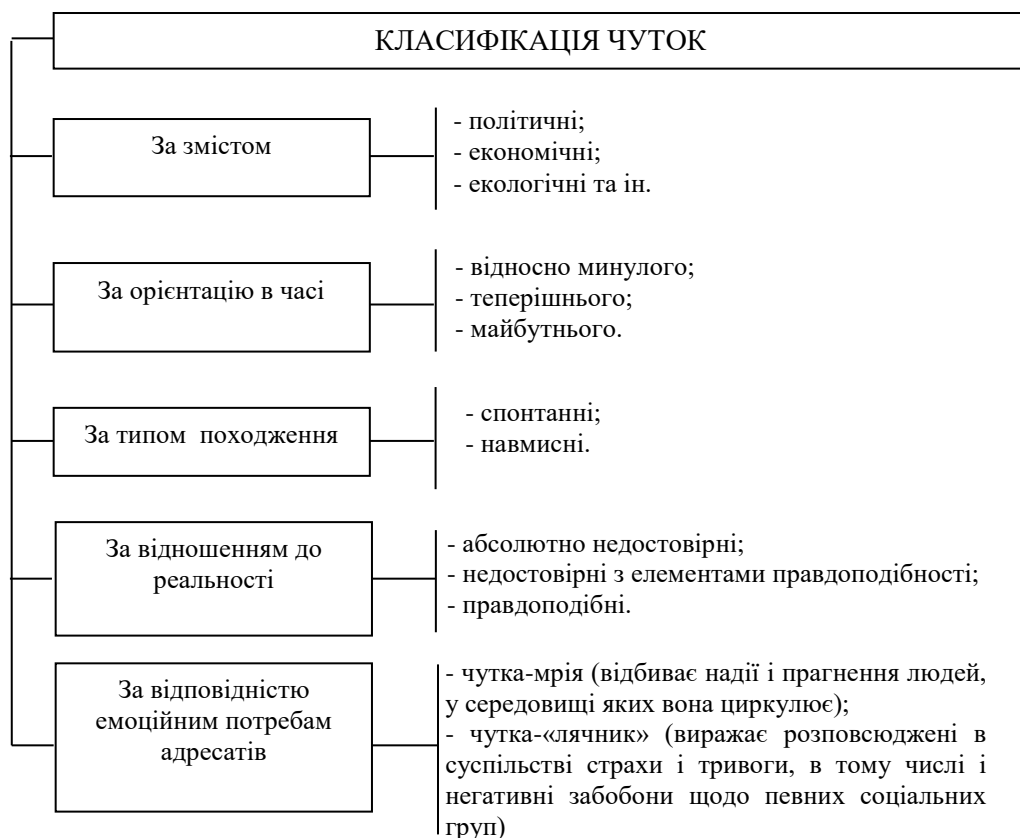 КЛАСИФІКАЦІЯ ЧУТОК
За змістом
- політичні;
- економічні;
- екологічні та ін.
За орієнтацію в часі
- відносно минулого;
- теперішнього;
- майбутнього.
За типом походження
- спонтанні;
- навмисні.
За відношенням до
реальності
- абсолютно недостовірні;
- недостовірні з елементами правдоподібності;
- правдоподібні.
За відповідністю
емоційним потребам
адресатів
- чутка-мрія (відбиває надії і прагнення людей,
у середовищі яких вона циркулює);
- чутка-«лячник» (виражає розповсюджені в
суспільстві страхи і тривоги, в тому числі і
негативні забобони щодо певних соціальних
груп)